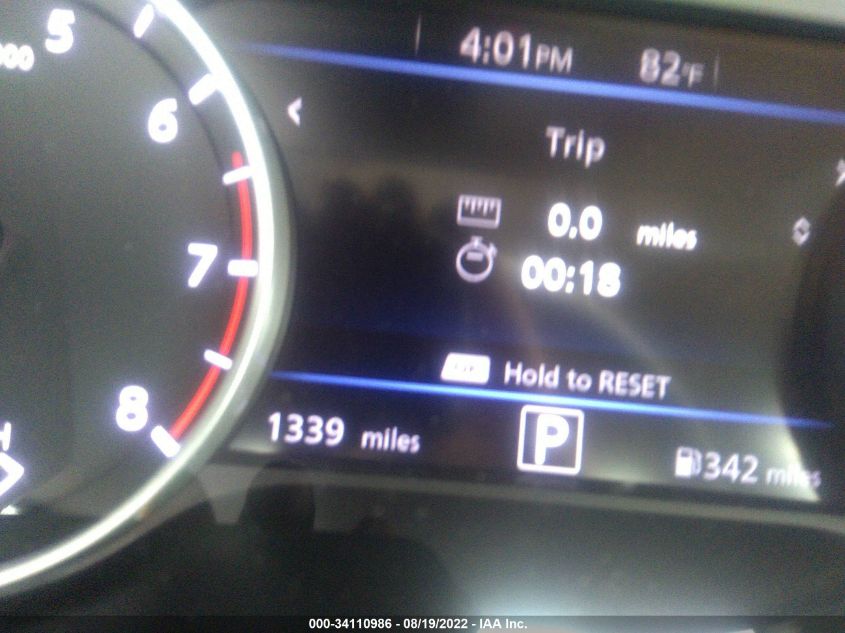 5
000
6
7
8
4:01PM 82°F
Trip
0.0 miles
00:18
Hold to RESET
1339 miles P 342 miles
000-34110986 - 08/19/2022 - IAA Inc.